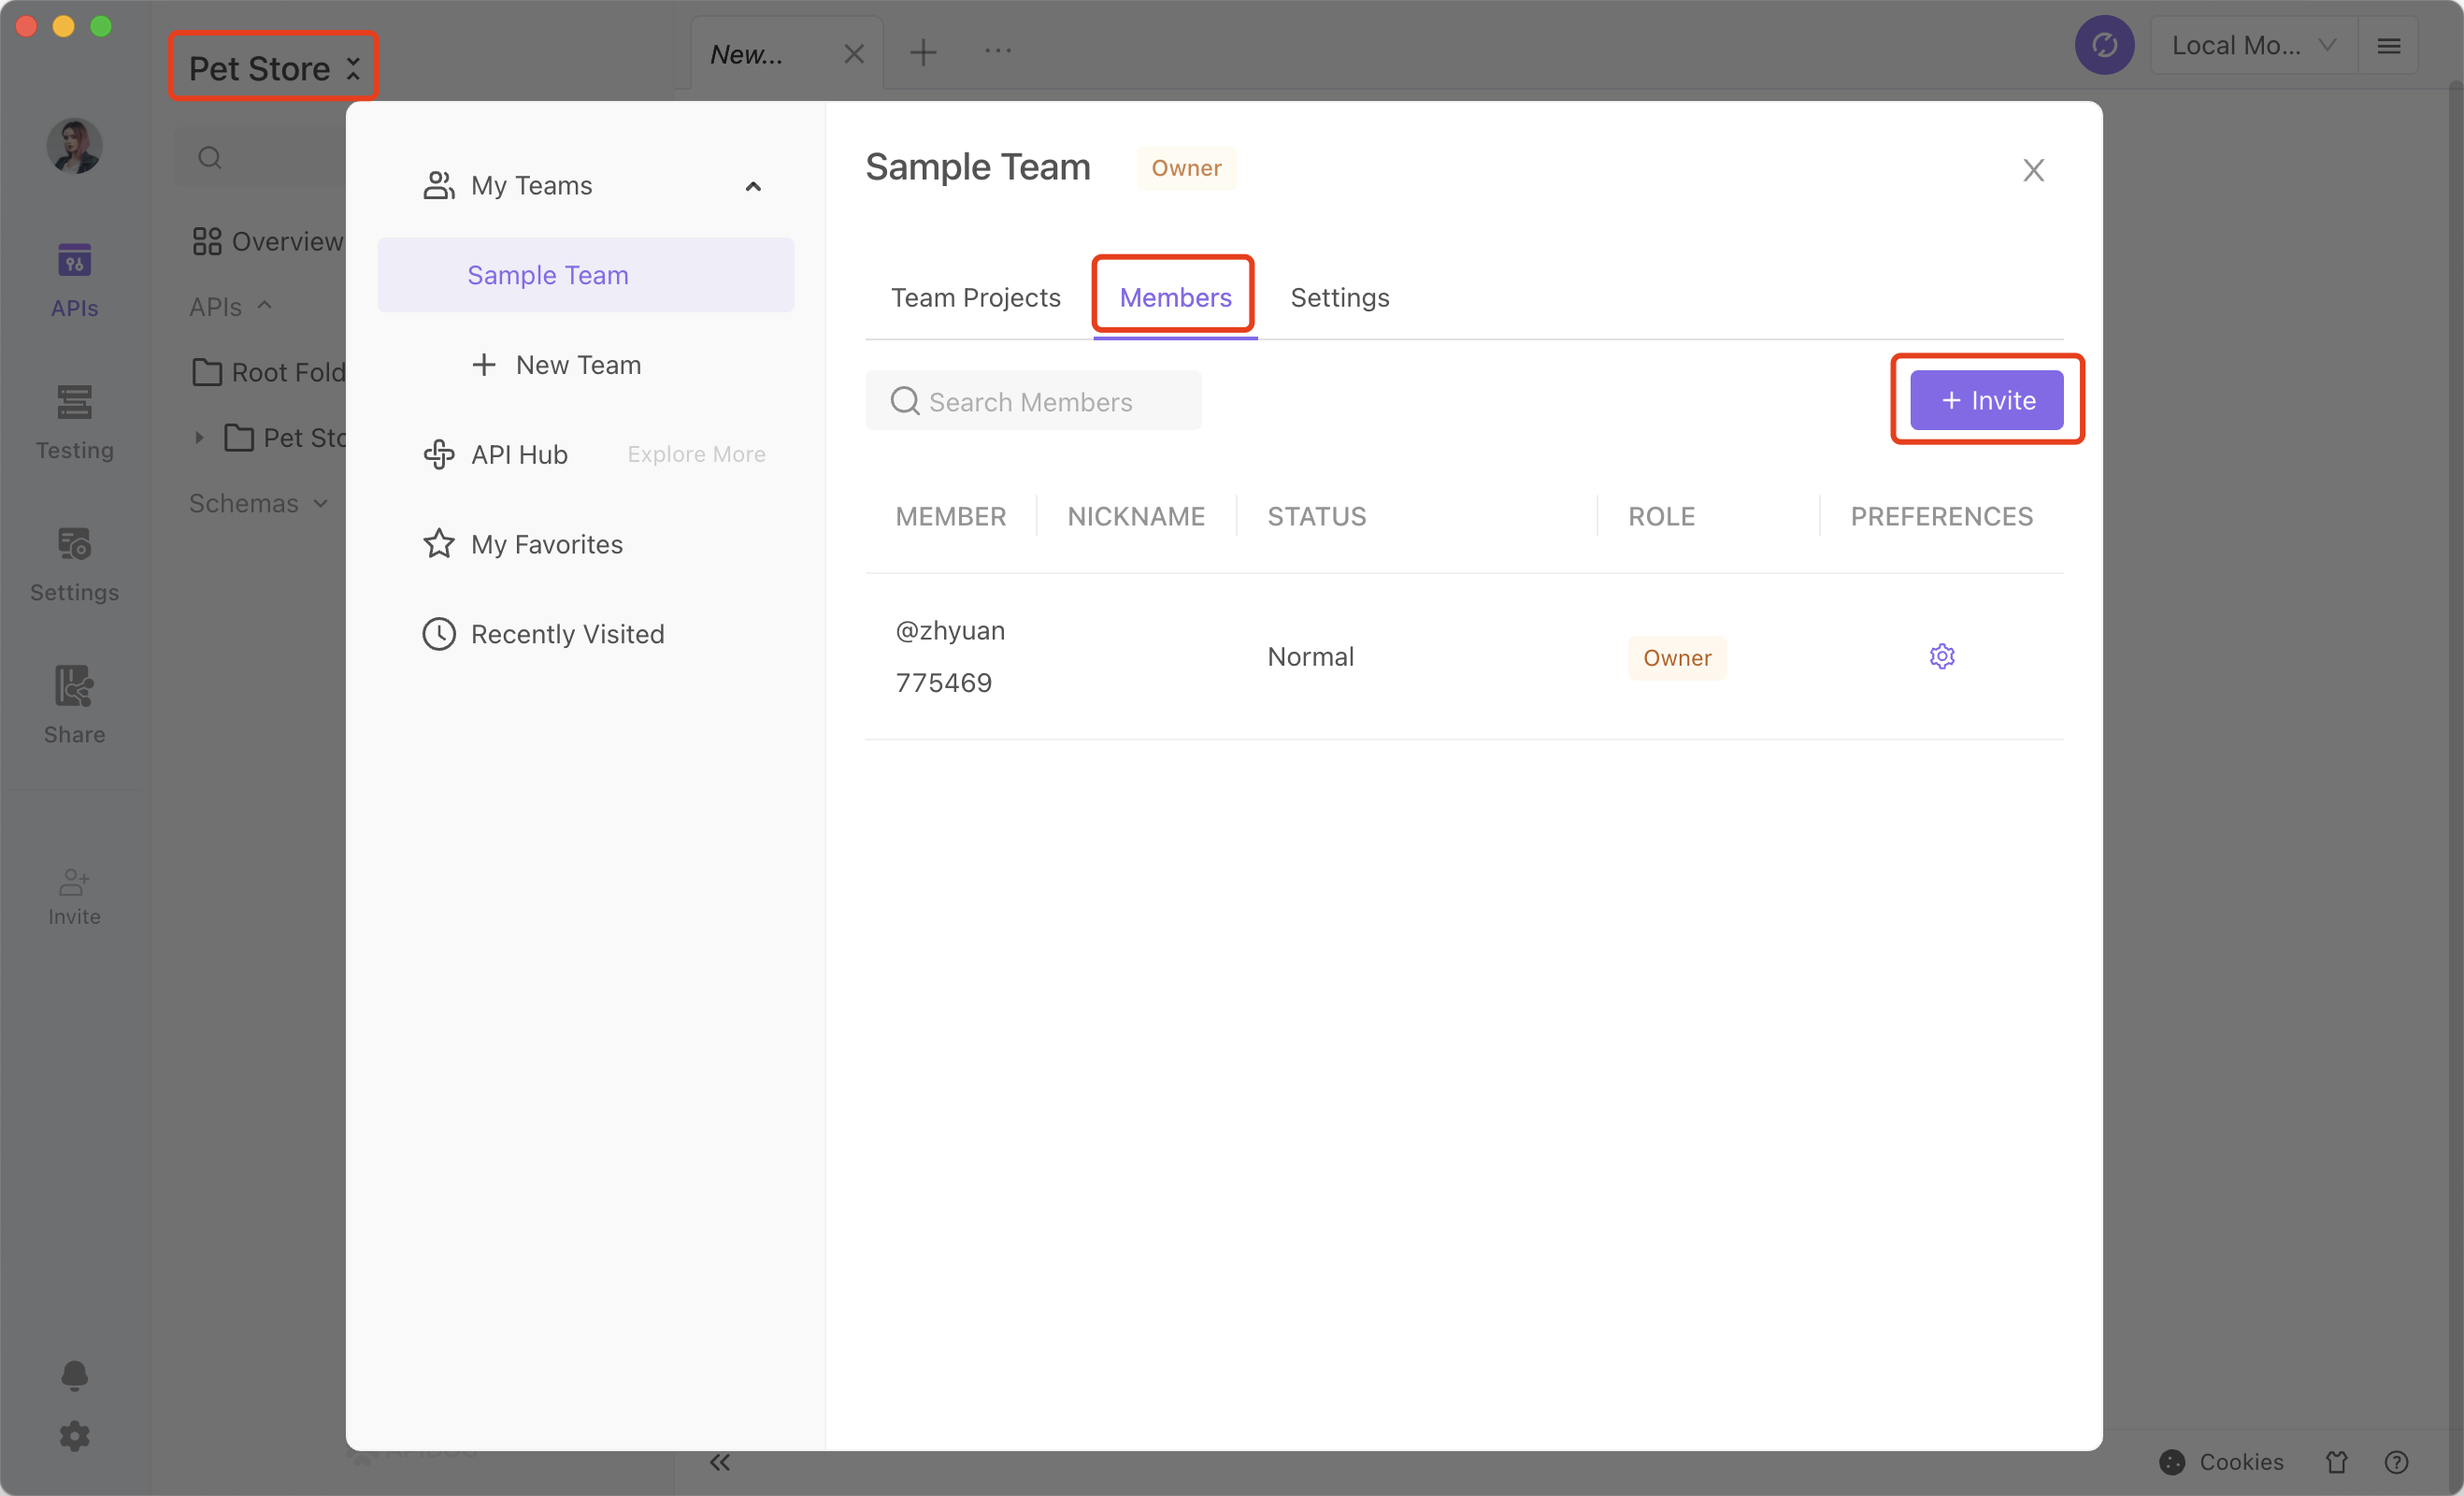 Pet Store
New...
Local Mo...
Overview
APIs
Root Fold
Pet Sto
Schemas
APIs
Testing
Settings
Share
Invite
My Teams
Sample Team
New Team
API Hub
Explore More
My Favorites
Recently Visited
Sample Team
Owner
Team Projects
Members
Settings
Search Members
+ Invite
MEMBER
NICKNAME
STATUS
ROLE
PREFERENCES
@zhyuan
775469
Normal
Owner
Cookies